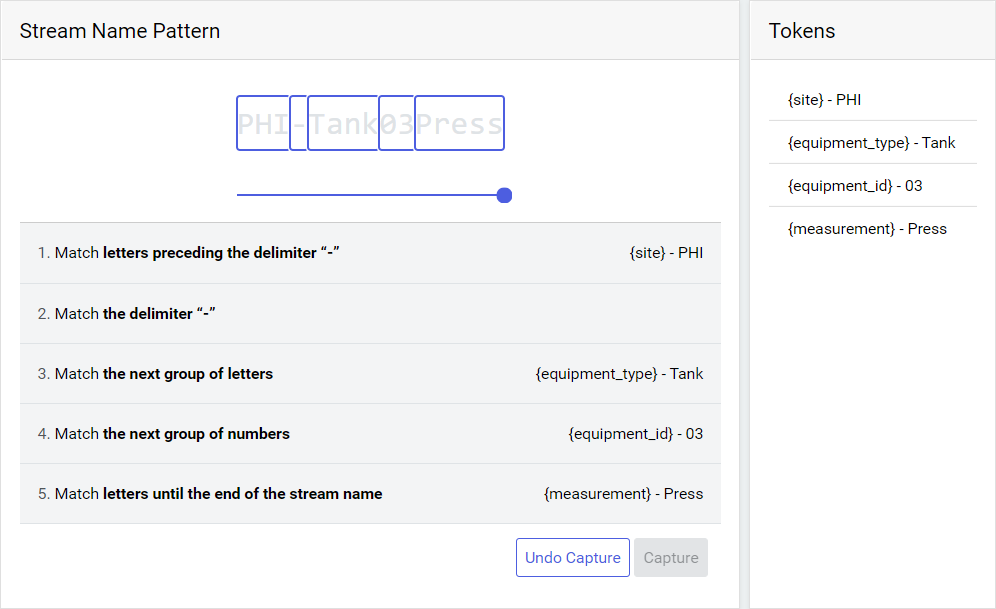 Stream Name Pattern
PHI-Tank03Press
1. Match letters preceding the delimiter “-” {site} - PHI
2. Match the delimiter “-”
3. Match the next group of letters {equipment_type} - Tank
4. Match the next group of numbers {equipment_id} - 03
5. Match letters until the end of the stream name {measurement} - Press
Undo Capture Capture
Tokens
{site} - PHI
{equipment_type} - Tank
{equipment_id} - 03
{measurement} - Press